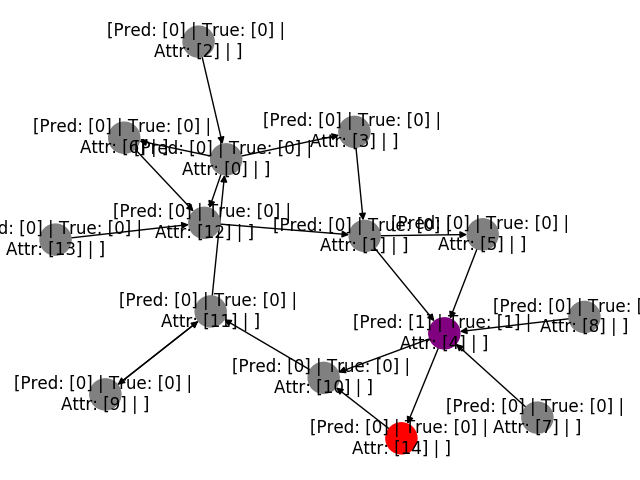 [Pred: [0] | True: [0] |
Attr: [2] | ]
[Pred: [0] | True: [0] |
Attr: [6] | ]
[Pred: [0] | True: [0] |
Attr: [0] | ]
[Pred: [0] | True: [0] |
Attr: [3] | ]
[Pred: [0] | True: [0] |
Attr: [12] | ]
d: [0] | True: [0] |
Attr: [13] | ]
[Pred: [0] | True: [0] |
Attr: [1] | ]
[Pred: [0] | True: [0] |
Attr: [5] | ]
[Pred: [0] | True: [0] |
Attr: [11] | ]
[Pred: [1] | True: [1] |
Attr: [4] | ]
[Pred: [0] | True: [
Attr: [8] | ]
[Pred: [0] | True: [0] |
Attr: [9] | ]
[Pred: [0] | True: [0] |
Attr: [10] | ]
[Pred: [0] | True: [0] |
Attr: [7] | ]
[Pred: [0] | True: [0] |
Attr: [14] | ]